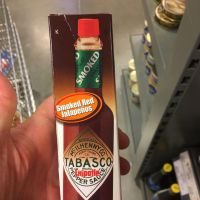 K
SMOKED
Smoked Red
Jalapeños
McILHENNY CO.
TABASCO
Chipotle
PEPPER SAUCE